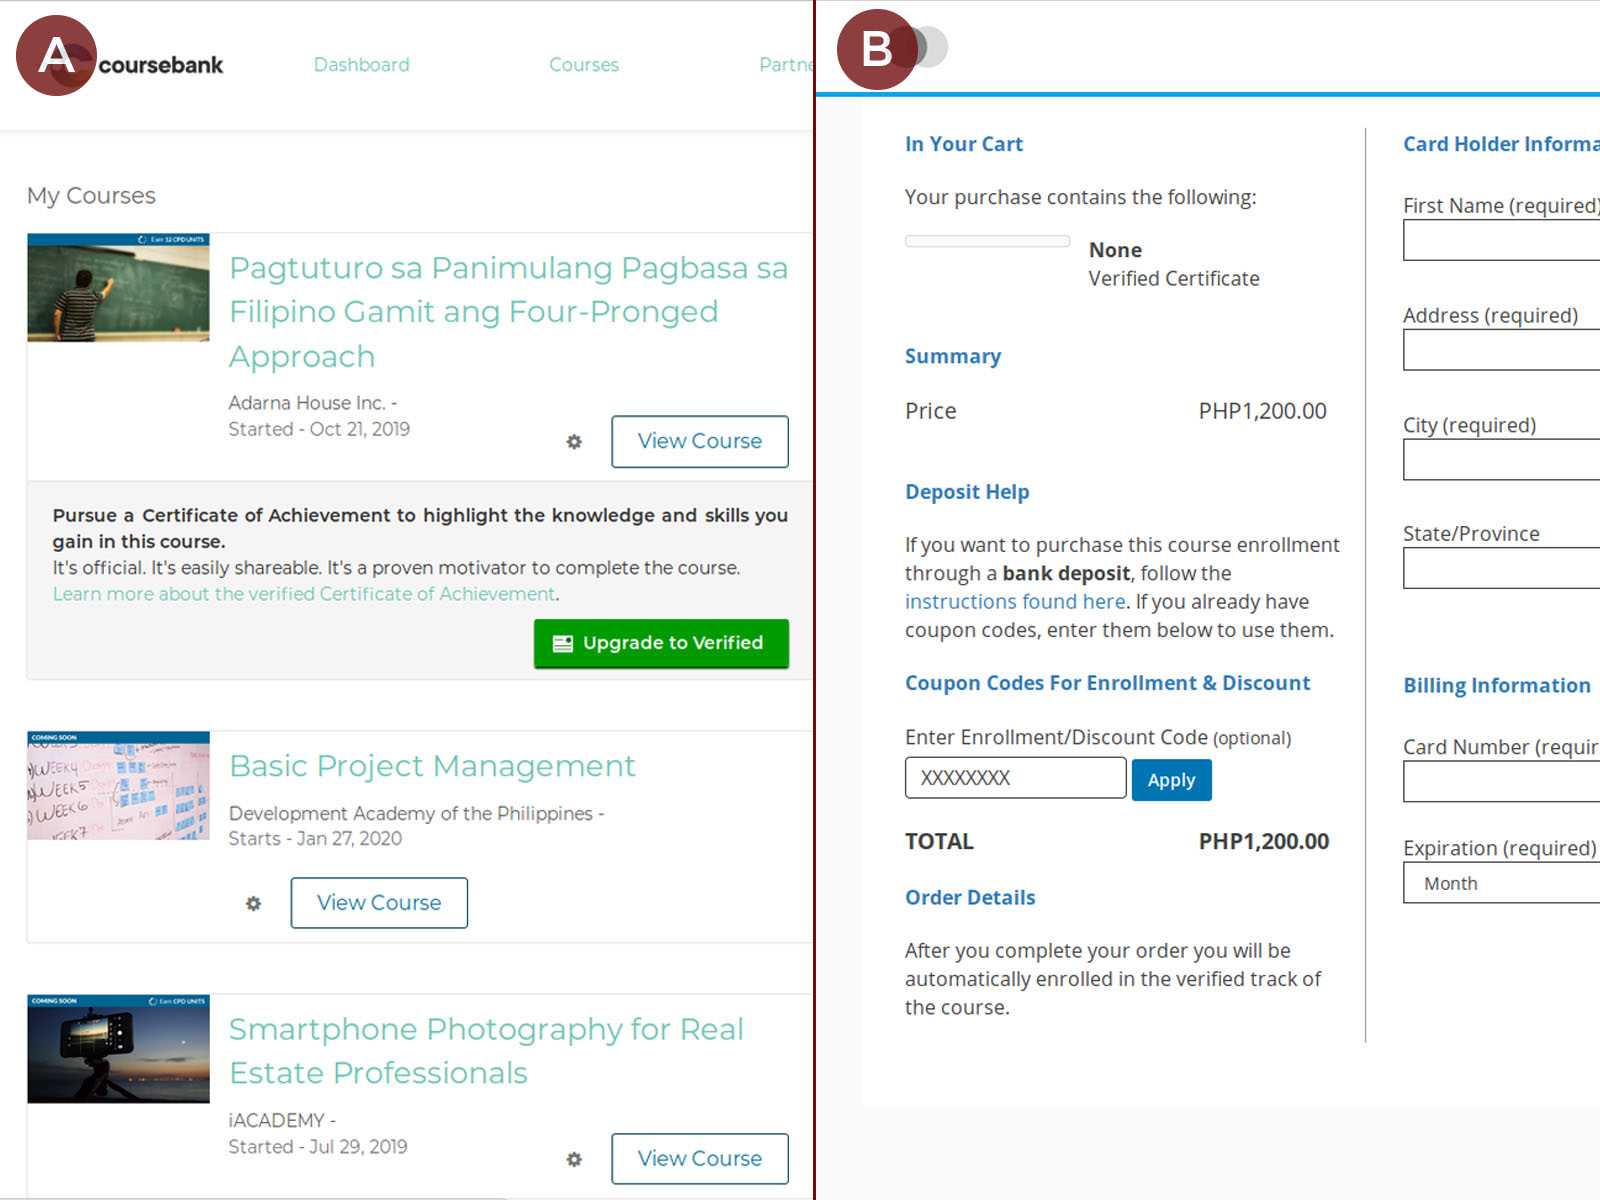 A
coursebank
Dashboard
Courses
Partne
My Courses
Earn 12 CPD UNITS
Pagtuturo sa Panimulang Pagbasa sa
Filipino Gamit ang Four-Pronged
Approach
Adarna House Inc. -
Started - Oct 21, 2019
View Course
Pursue a Certificate of Achievement to highlight the knowledge and skills you
gain in this course.
It's official. It's easily shareable. It's a proven motivator to complete the course.
Learn more about the verified Certificate of Achievement.
Upgrade to Verified
COMING SOON
WEEK4
WEEK5
WEEK6
WEEK7
Basic Project Management
Development Academy of the Philippines -
Starts - Jan 27, 2020
View Course
COMING SOON
Earn CPD UNITS
Smartphone Photography for Real
Estate Professionals
iACADEMY -
Started - Jul 29, 2019
View Course
B
In Your Cart
Your purchase contains the following:
None
Verified Certificate
Summary
Price PHP1,200.00
Deposit Help
If you want to purchase this course enrollment
through a bank deposit, follow the
instructions found here. If you already have
coupon codes, enter them below to use them.
Coupon Codes For Enrollment & Discount
Enter Enrollment/Discount Code (optional)
XXXXXXXX
Apply
TOTAL PHP1,200.00
Order Details
After you complete your order you will be
automatically enrolled in the verified track of
the course.
Card Holder Informa
First Name (required)
Address (required)
City (required)
State/Province
Billing Information
Card Number (requir
Expiration (required)
Month